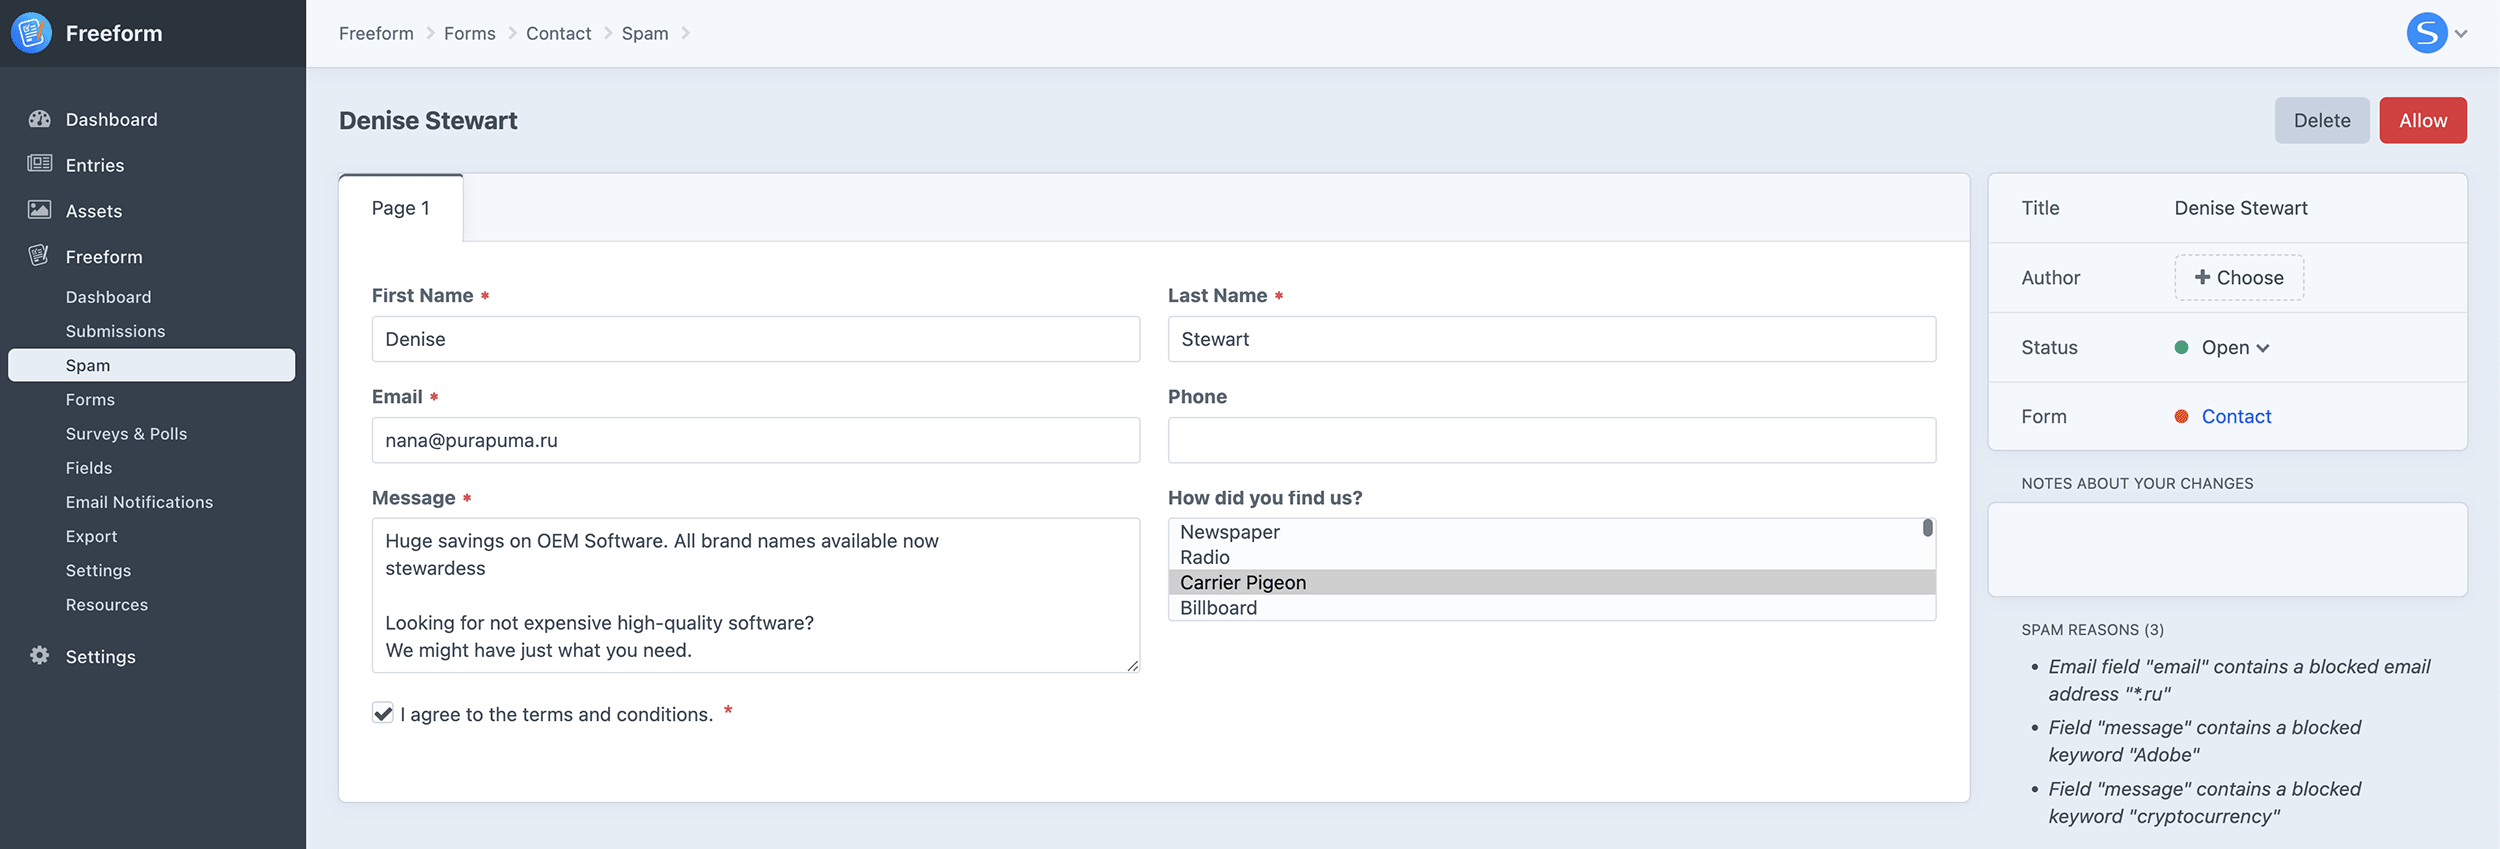 Freeform
Freeform
Forms
Contact
Spam
S
Dashboard
Entries
Assets
Freeform
Dashboard
Submissions
Spam
Forms
Surveys & Polls
Fields
Email Notifications
Export
Settings
Resources
Settings
Denise Stewart
Delete
Allow
Page 1
First Name *
Denise
Last Name *
Stewart
Email *
nana@purapuma.ru
Phone
Message *
Huge savings on OEM Software. All brand names available now
stewardess
Looking for not expensive high-quality software?
We might have just what you need.
How did you find us?
Newspaper
Radio
Carrier Pigeon
Billboard
I agree to the terms and conditions. *
Title
Denise Stewart
Author
+ Choose
Status
Open
Form
Contact
NOTES ABOUT YOUR CHANGES
SPAM REASONS (3)
• Email field "email" contains a blocked email
address "*.ru"
• Field "message" contains a blocked
keyword "Adobe"
• Field "message" contains a blocked
keyword "cryptocurrency"